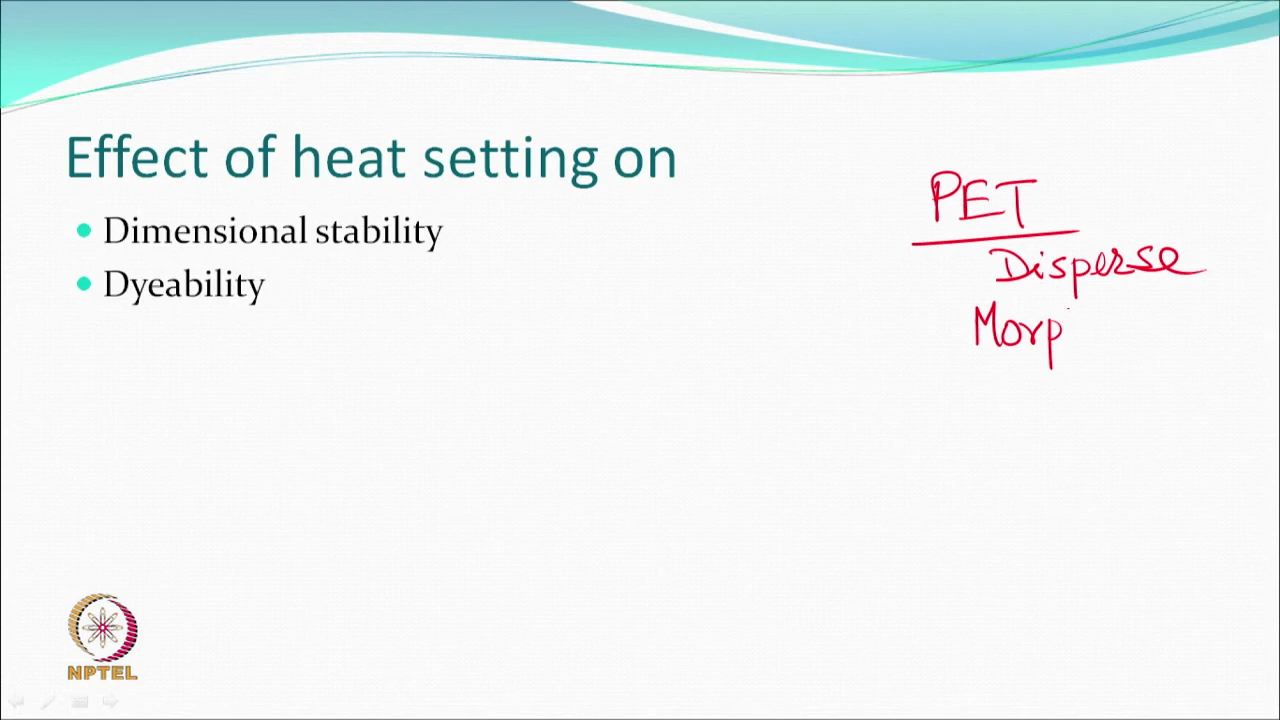 Effect of heat setting on
Dimensional stability
Dyeability
PET
Disperse
Morp
NPTEL